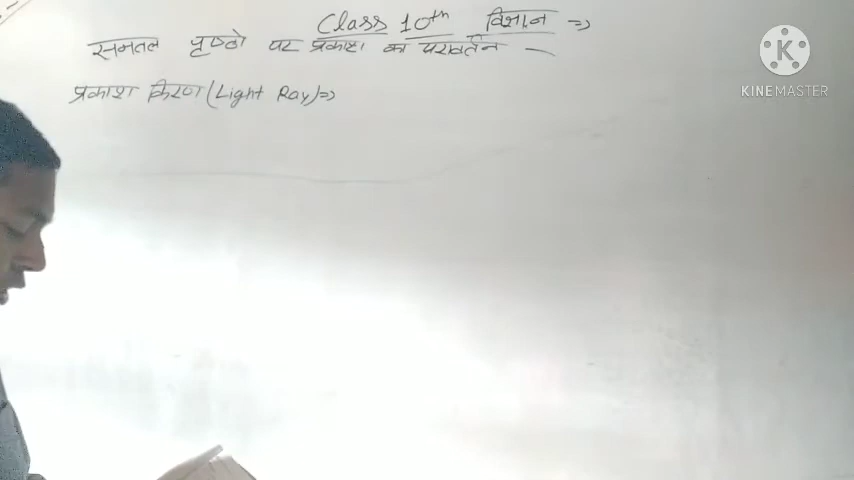 Class 10th विज्ञान ⇒
समतल पृष्ठो पर प्रकाश का परावर्तन –
प्रकाश किरण (Light Ray) ⇒
KINEMASTER